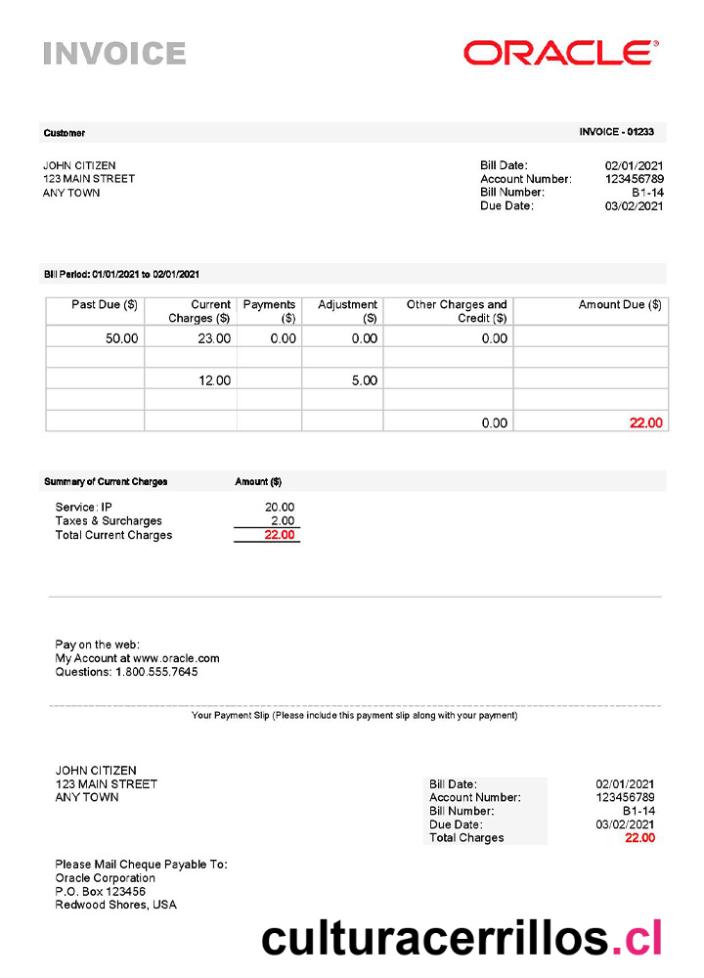 INVOICE
ORACLE®
Customer INVOICE - 01233
JOHN CITIZEN
123 MAIN STREET
ANY TOWN
Bill Date: 02/01/2021
Account Number: 123456789
Bill Number: B1-14
Due Date: 03/02/2021
Bill Period: 01/01/2021 to 02/01/2021
Past Due ($) Current Charges ($) Payments ($) Adjustment ($) Other Charges and Credit ($) Amount Due ($)
50.00 23.00 0.00 0.00 0.00
12.00 5.00
0.00 22.00
Summary of Current Charges Amount ($)
Service: IP 20.00
Taxes & Surcharges 2.00
Total Current Charges 22.00
Pay on the web:
My Account at www.oracle.com
Questions: 1.800.555.7645
Your Payment Slip (Please include this payment slip along with your payment)
JOHN CITIZEN
123 MAIN STREET
ANY TOWN
Bill Date: 02/01/2021
Account Number: 123456789
Bill Number: B1-14
Due Date: 03/02/2021
Total Charges 22.00
Please Mail Cheque Payable To:
Oracle Corporation
P.O. Box 123456
Redwood Shores, USA
culturacerrillos.cl